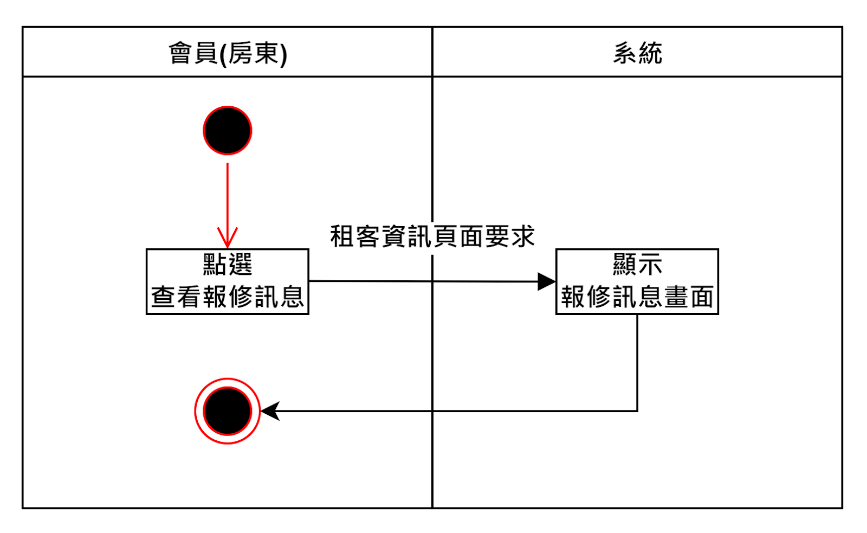 會員(房東)
系統
租客資訊頁面要求
點選
查看報修訊息
顯示
報修訊息畫面